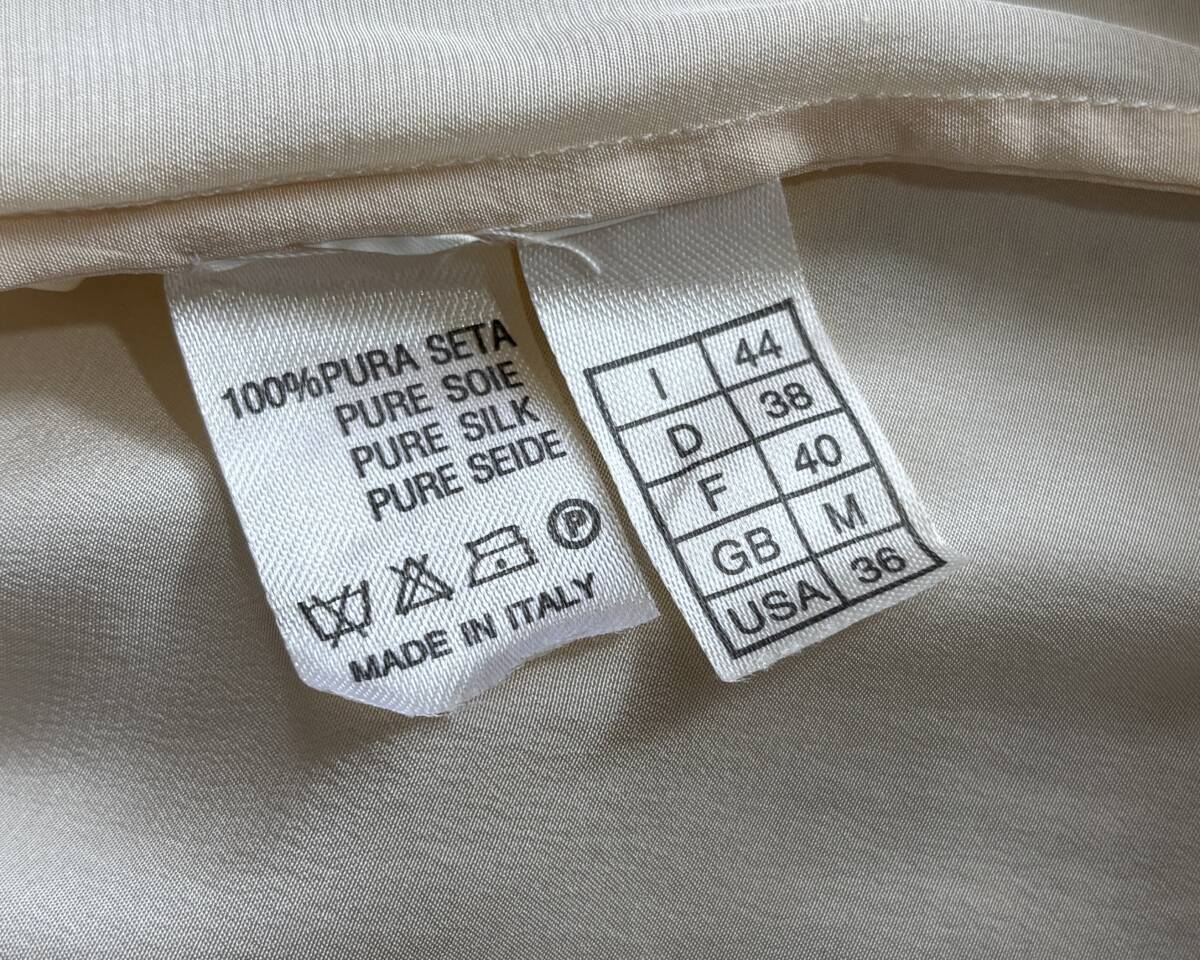 100%PURA SETA
PURE SOIE
PURE SILK
PURE SEIDE
P
MADE IN ITALY
I 44
D 38
F 40
GB M
USA 36